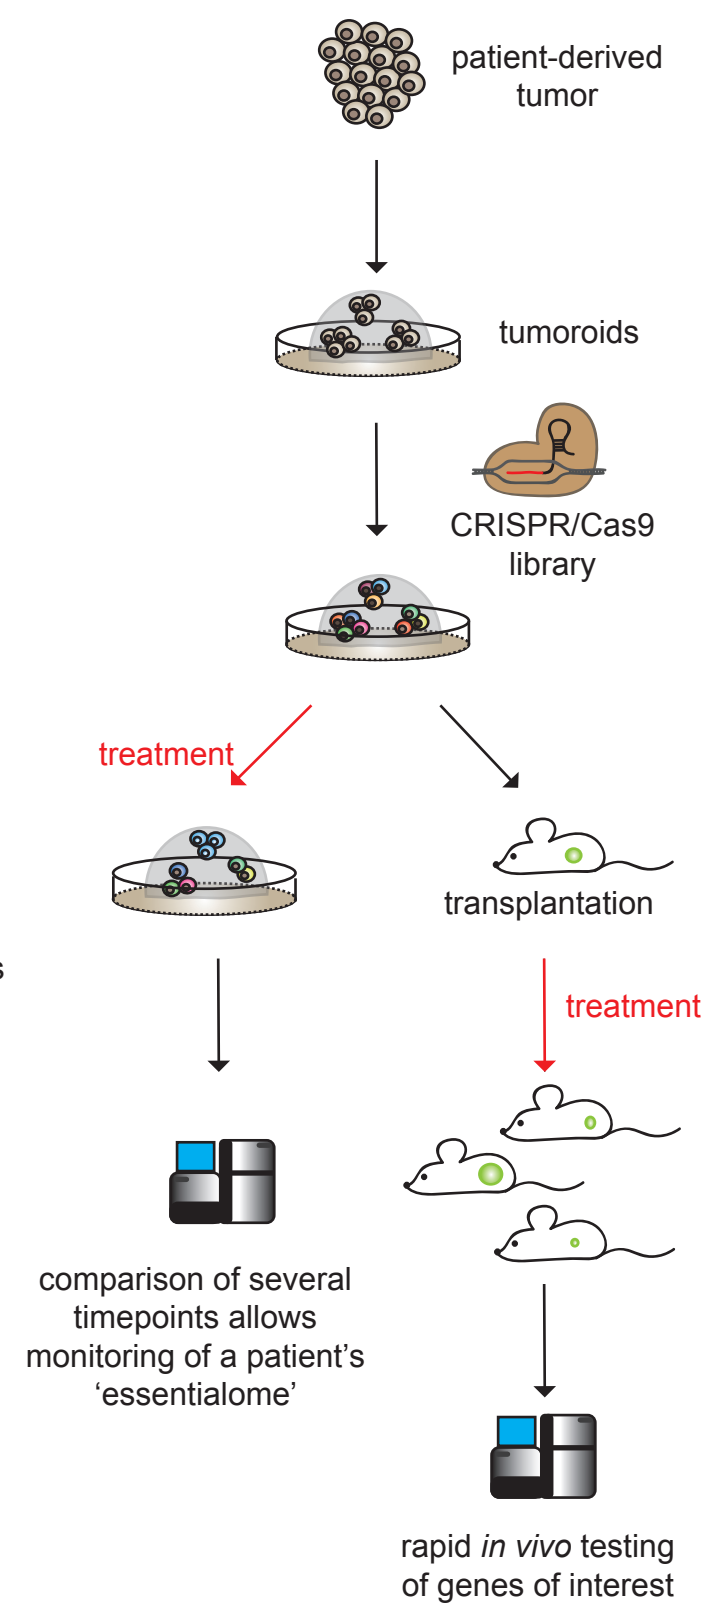 patient-derived
tumor
tumoroids
CRISPR/Cas9
library
treatment
transplantation
s
treatment
comparison of several
timepoints allows
monitoring of a patient’s
‘essentialome’
rapid in vivo testing
of genes of interest